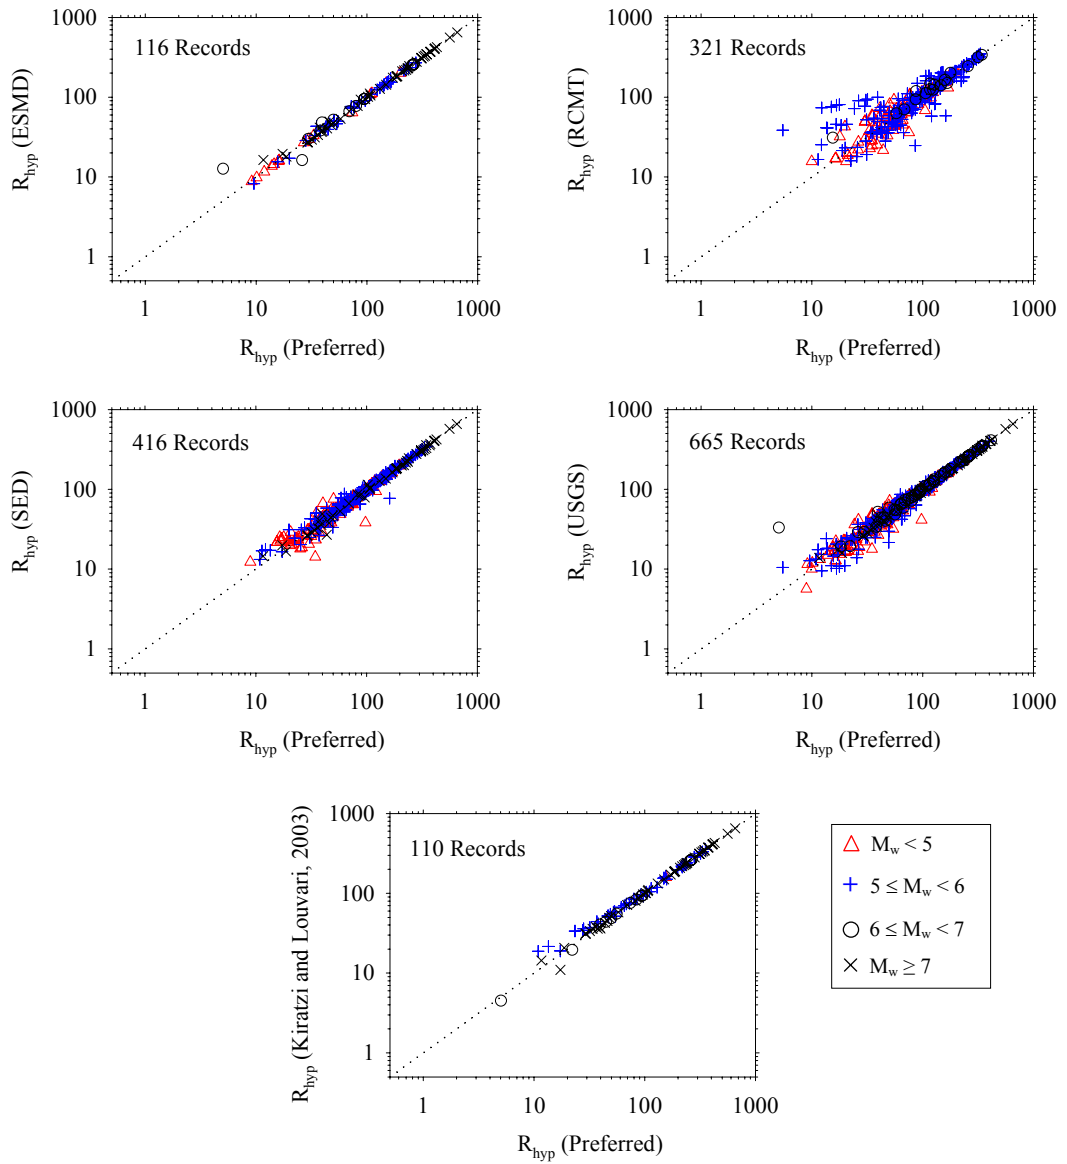 116 Records
1000
100
10
1
R_hyp (ESMD)
1 10 100 1000
R_hyp (Preferred)
321 Records
1000
100
10
1
R_hyp (RCMT)
1 10 100 1000
R_hyp (Preferred)
416 Records
1000
100
10
1
R_hyp (SED)
1 10 100 1000
R_hyp (Preferred)
665 Records
1000
100
10
1
R_hyp (USGS)
1 10 100 1000
R_hyp (Preferred)
110 Records
1000
100
10
1
R_hyp (Kiratzi and Louvari, 2003)
1 10 100 1000
R_hyp (Preferred)
M_w < 5
5 ≤ M_w < 6
6 ≤ M_w < 7
M_w ≥ 7